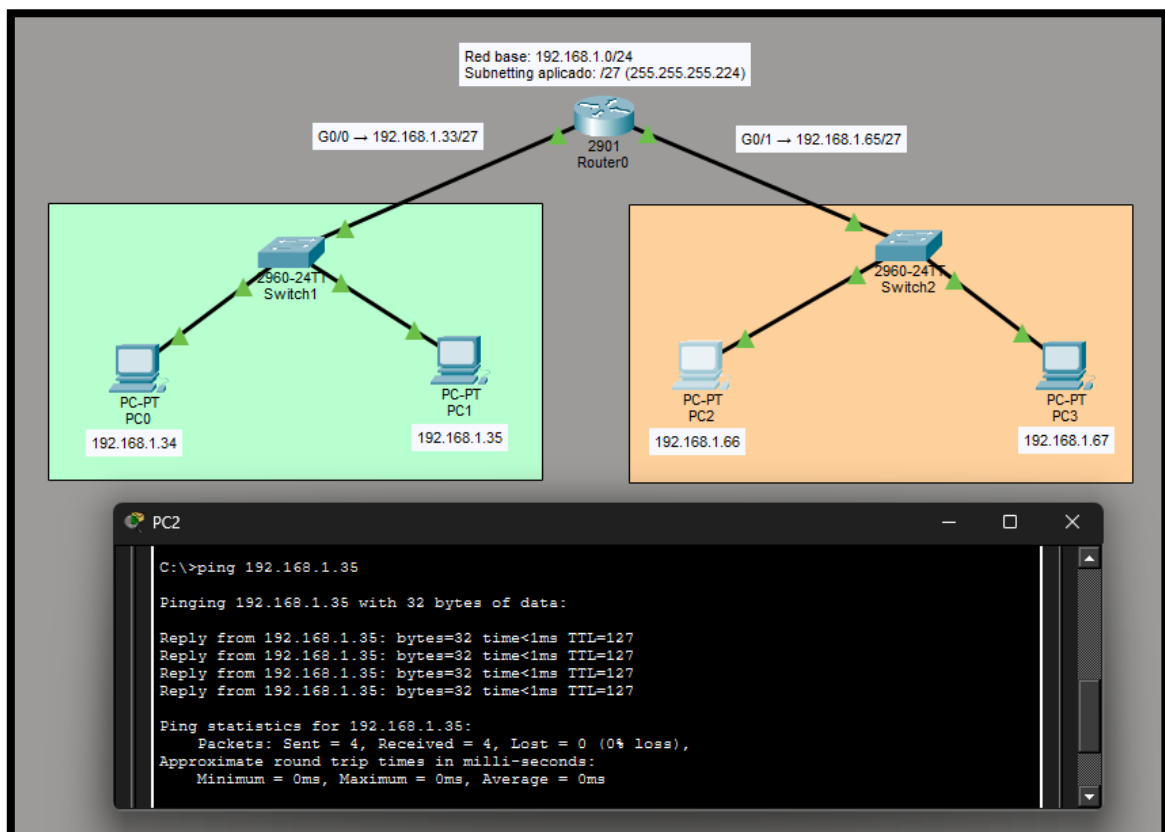 Red base: 192.168.1.0/24
Subnetting aplicado: /27 (255.255.255.224)
G0/0 → 192.168.1.33/27
2901
Router0
G0/1 → 192.168.1.65/27
2960-24TT
Switch1
2960-24TT
Switch2
PC-PT
PC0
192.168.1.34
PC-PT
PC1
192.168.1.35
PC-PT
PC2
192.168.1.66
PC-PT
PC3
192.168.1.67
PC2
C:\>ping 192.168.1.35
Pinging 192.168.1.35 with 32 bytes of data:
Reply from 192.168.1.35: bytes=32 time<1ms TTL=127
Reply from 192.168.1.35: bytes=32 time<1ms TTL=127
Reply from 192.168.1.35: bytes=32 time<1ms TTL=127
Reply from 192.168.1.35: bytes=32 time<1ms TTL=127
Ping statistics for 192.168.1.35:
Packets: Sent = 4, Received = 4, Lost = 0 (0% loss),
Approximate round trip times in milli-seconds:
Minimum = 0ms, Maximum = 0ms, Average = 0ms